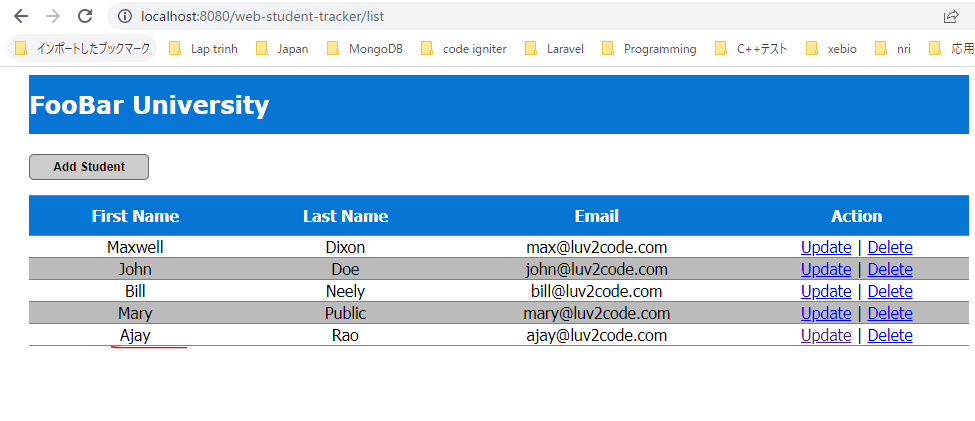 localhost:8080/web-student-tracker/list
インポートしたブックマーク Lap trinh Japan MongoDB code igniter Laravel Programming C++テスト xebio nri 応用
FooBar University
Add Student
First Name Last Name Email Action
Maxwell Dixon max@luv2code.com Update | Delete
John Doe john@luv2code.com Update | Delete
Bill Neely bill@luv2code.com Update | Delete
Mary Public mary@luv2code.com Update | Delete
Ajay Rao ajay@luv2code.com Update | Delete